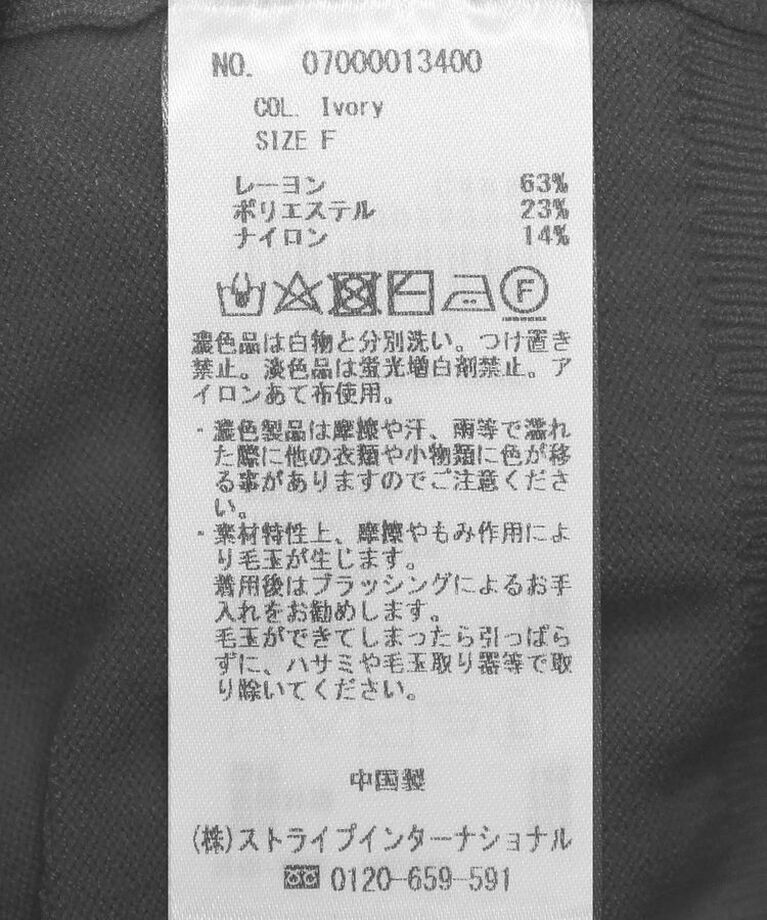 NO. 07000013400
COL. Ivory
SIZE F
レーヨン 63%
ポリエステル 23%
ナイロン 14%
F
濃色品は白物と分別洗い。つけ置き
禁止。淡色品は蛍光増白剤禁止。ア
イロンあて布使用。
・濃色製品は摩擦や汗、雨等で濡れ
た際に他の衣類や小物類に色が移
る事がありますのでご注意くださ
い。
・素材特性上、摩擦やもみ作用によ
り毛玉が生じます。
着用後はブラッシングによるお手
入れをお勧めします。
毛玉ができてしまったら引っぱら
ずに、ハサミや毛玉取り器等で取
り除いてください。
中国製
(株)ストライプインターナショナル
0120-659-591